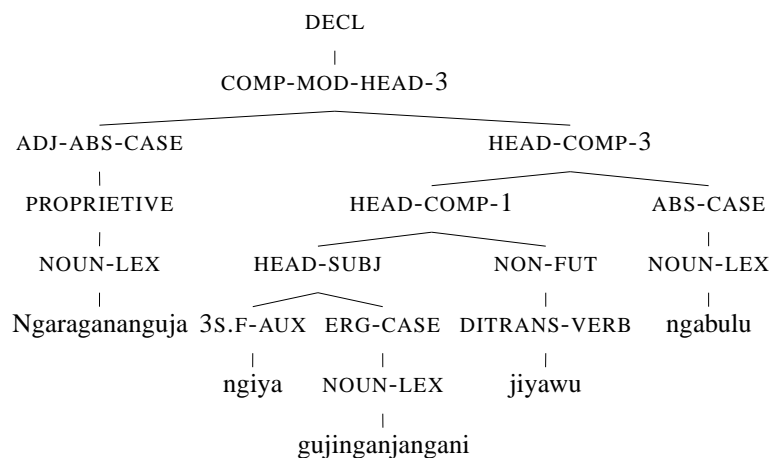 DECL
COMP-MOD-HEAD-3
ADJ-ABS-CASE HEAD-COMP-3
PROPRIETIVE HEAD-COMP-1 ABS-CASE
NOUN-LEX HEAD-SUBJ NON-FUT NOUN-LEX
Ngaragananguja 3S.F-AUX ERG-CASE DITRANS-VERB ngabulu
ngiya NOUN-LEX jiyawu
gujinganjangani